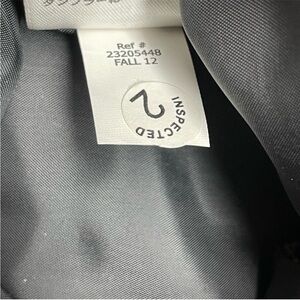 Ref #
23205448
FALL 12
2
INSPECTED